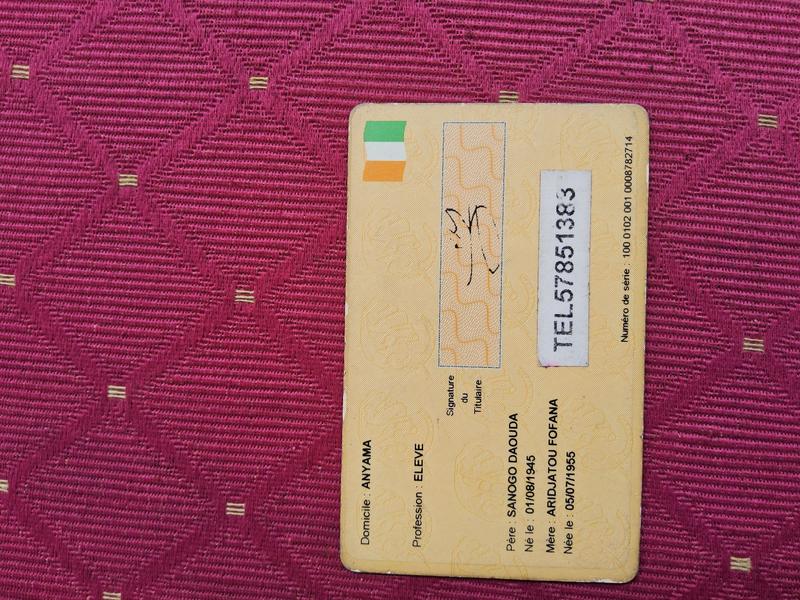 Domicile : ANYAMA
Profession : ELEVE
Signature
du
Titulaire
Père : SANOGO DAOUDA
Né le : 01/08/1945
Mère : ARIDJATOU FOFANA
Née le : 05/07/1955
TEL.57851383
Numéro de série : 100 0102 001 0008782714